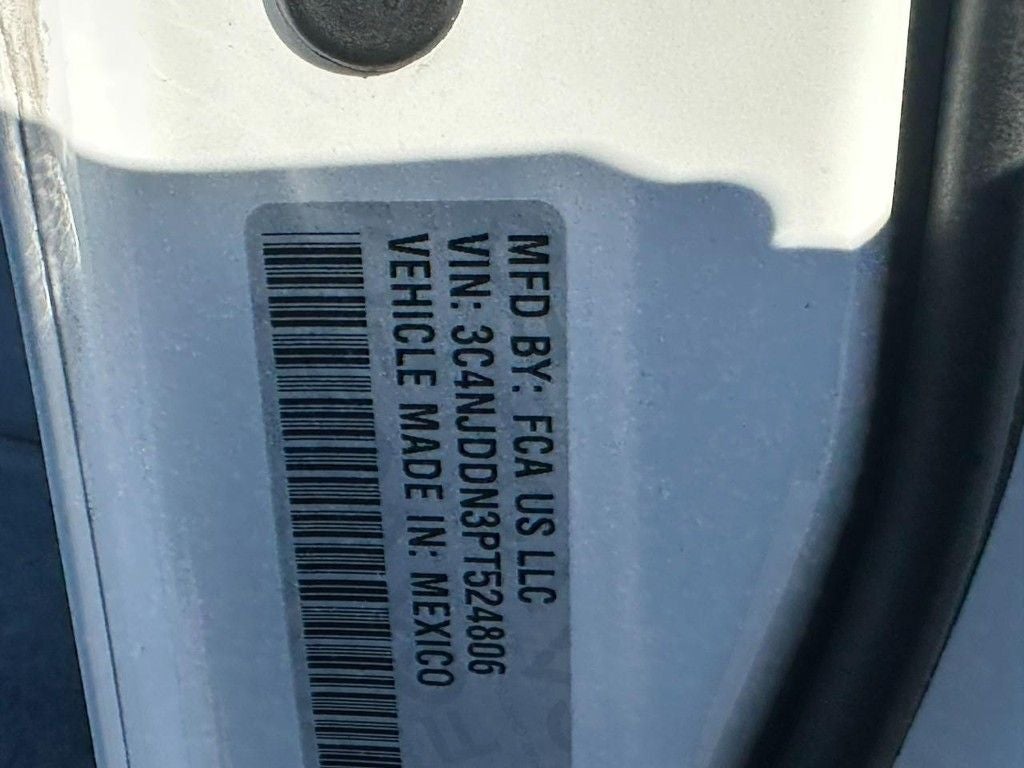 MFD BY: FCA US LLC
VIN: 3C4NJDDN3PT524806
VEHICLE MADE IN: MEXICO